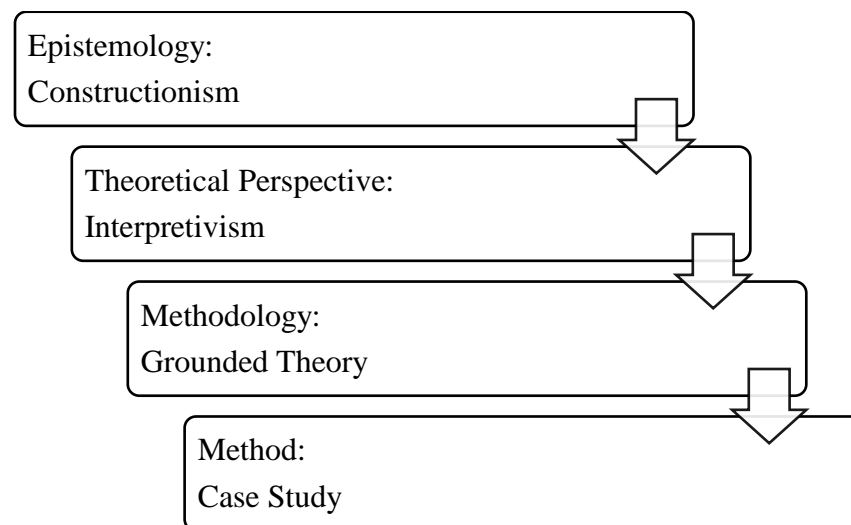 Epistemology:
Constructionism
Theoretical Perspective:
Interpretivism
Methodology:
Grounded Theory
Method:
Case Study